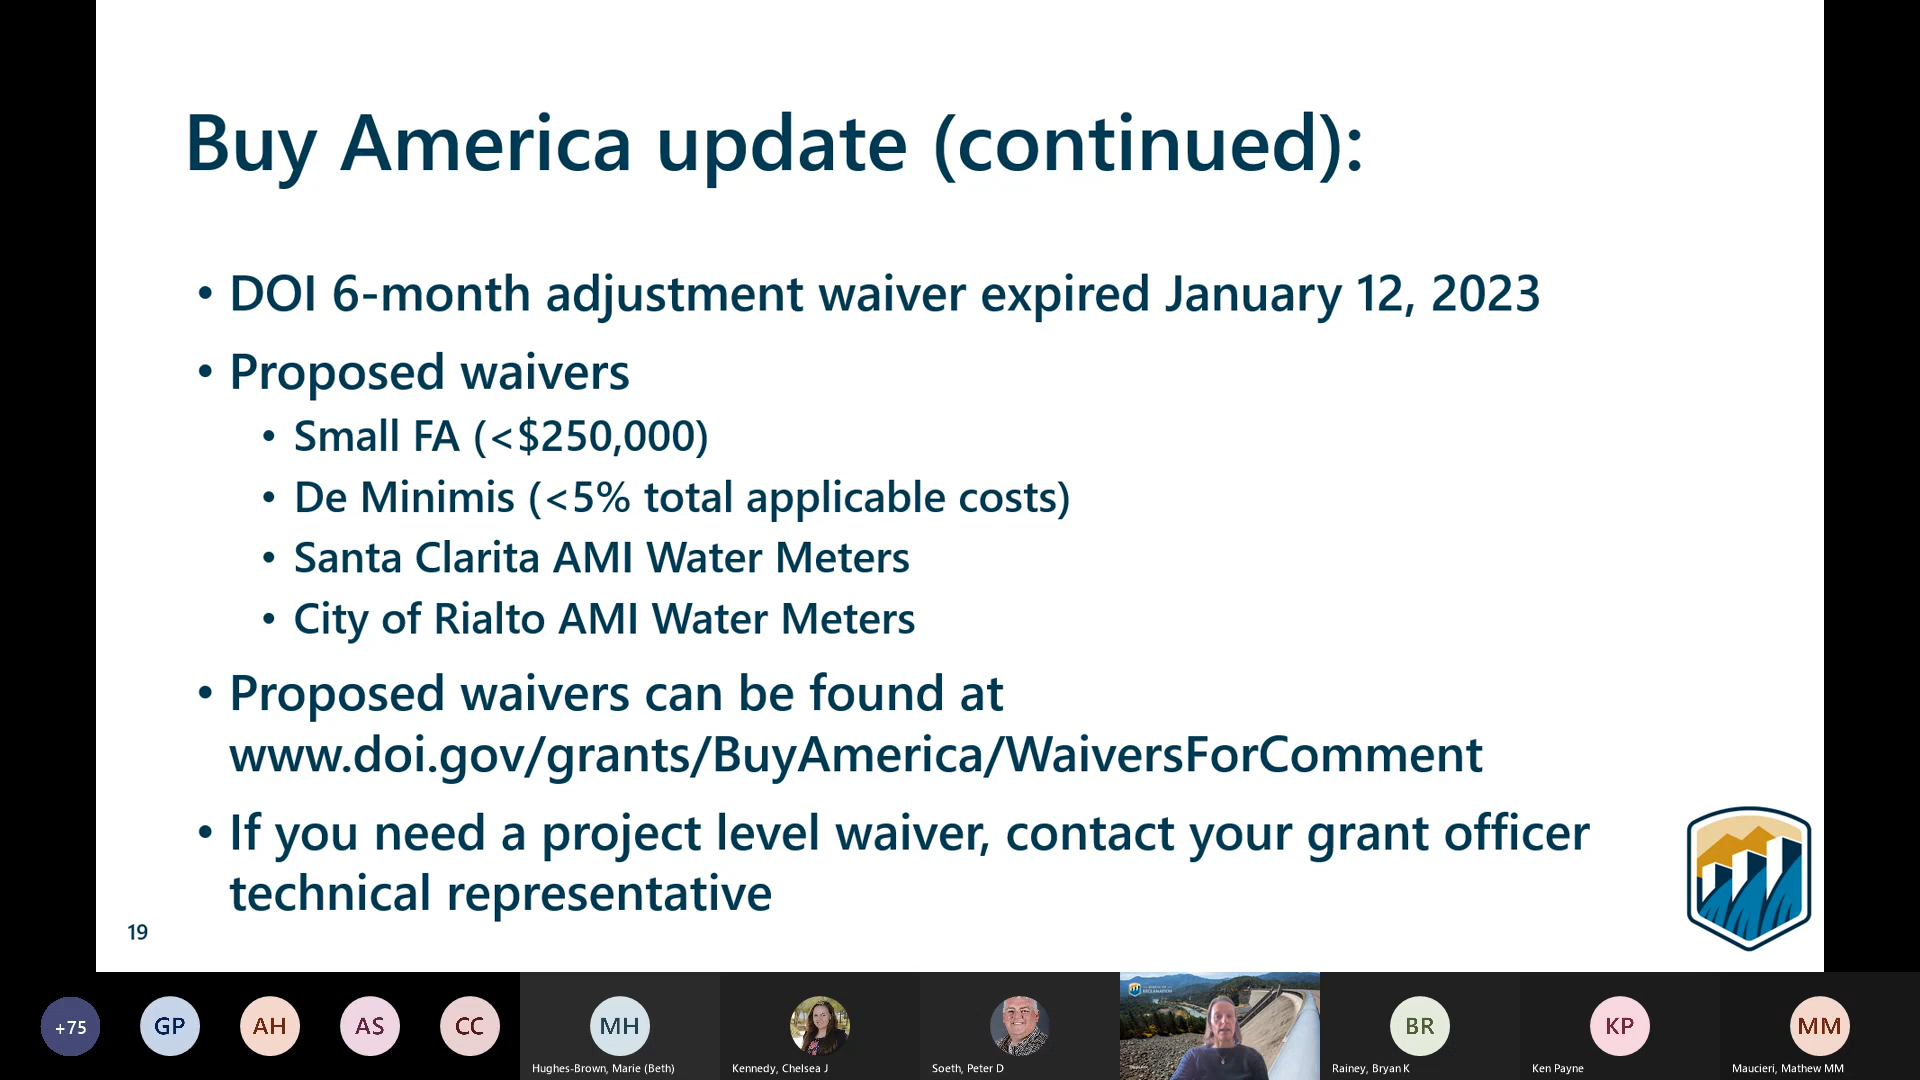 Buy America update (continued):
• DOI 6-month adjustment waiver expired January 12, 2023
• Proposed waivers
• Small FA (<$250,000)
• De Minimis (<5% total applicable costs)
• Santa Clarita AMI Water Meters
• City of Rialto AMI Water Meters
• Proposed waivers can be found at
www.doi.gov/grants/BuyAmerica/WaiversForComment
• If you need a project level waiver, contact your grant officer
technical representative
19
+75
GP
AH
AS
CC
MH
BR
KP
MM
Hughes-Brown, Marie (Beth)
Kennedy, Chelsea J
Soeth, Peter D
Rainey, Bryan K
Ken Payne
Maucieri, Mathew MM